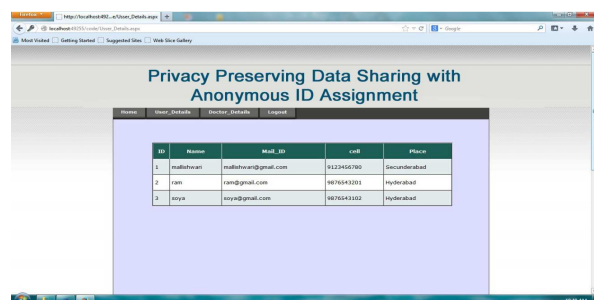 http://localhost:492...e/User_Details.aspx
localhost:49255/code/User_Details.aspx
Google
Most Visited Getting Started Suggested Sites Web Slice Gallery
Privacy Preserving Data Sharing with
Anonymous ID Assignment
Home User_Details Doctor_Details Logout
ID Name Mail_ID cell Place
1 mallishwari mallishwari@gmail.com 9123456780 Secunderabad
2 ram ram@gmail.com 9876543201 Hyderabad
3 soya soya@gmail.com 9876543102 Hyderabad